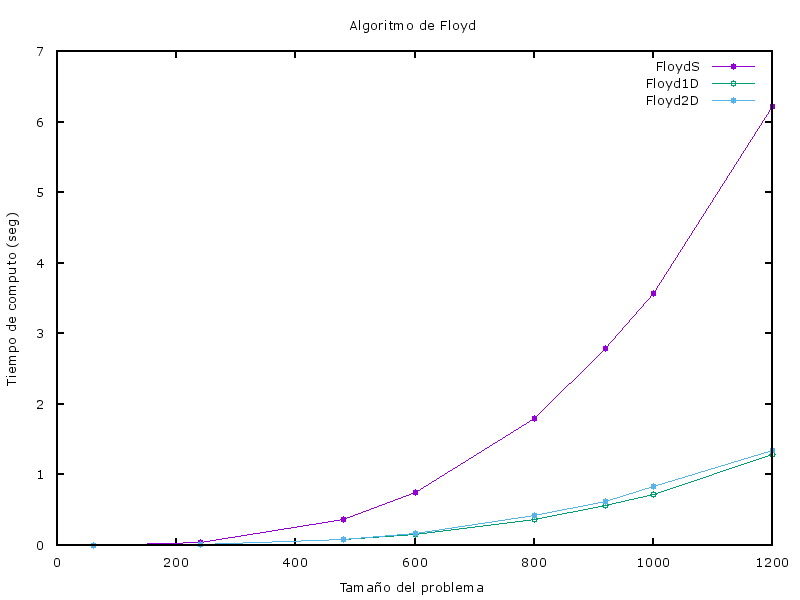 Algoritmo de Floyd
FloydS
Floyd1D
Floyd2D
7
6
5
4
3
2
1
0
Tiempo de computo (seg)
0 200 400 600 800 1000 1200
Tamaño del problema